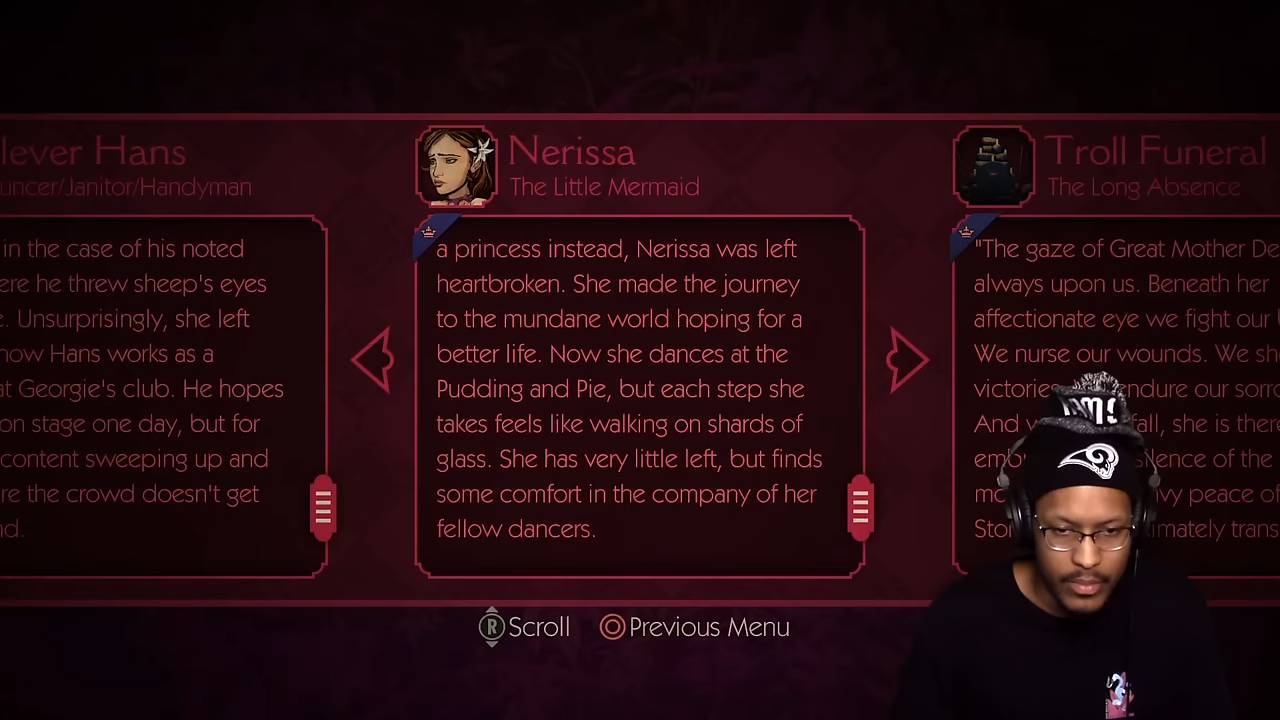 lever Hans
uncer/Janitor/Handyman
in the case of his noted
ere he threw sheep's eyes
e. Unsurprisingly, she left
now Hans works as a
at Georgie's club. He hopes
on stage one day, but for
content sweeping up and
re the crowd doesn't get
nd.
Nerissa
The Little Mermaid
a princess instead, Nerissa was left
heartbroken. She made the journey
to the mundane world hoping for a
better life. Now she dances at the
Pudding and Pie, but each step she
takes feels like walking on shards of
glass. She has very little left, but finds
some comfort in the company of her
fellow dancers.
Troll Funeral
The Long Absence
"The gaze of Great Mother De
always upon us. Beneath her
affectionate eye we fight our
We nurse our wounds. We sh
victories endure our sorro
And fall, she is there
emb silence of the
vy peace of
Sto imately trans
R Scroll
Previous Menu